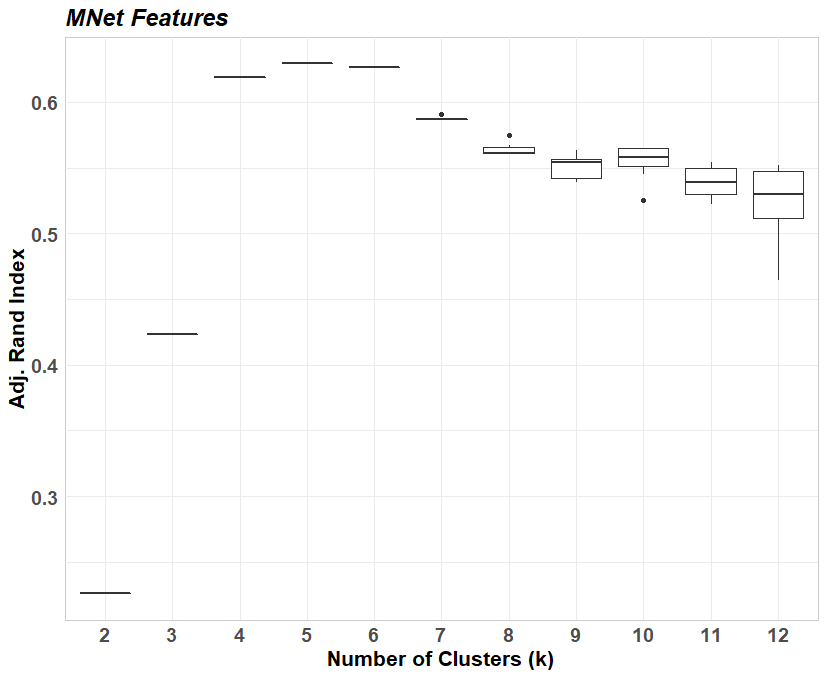 MNet Features
Adj. Rand Index
0.6
0.5
0.4
0.3
2 3 4 5 6 7 8 9 10 11 12
Number of Clusters (k)